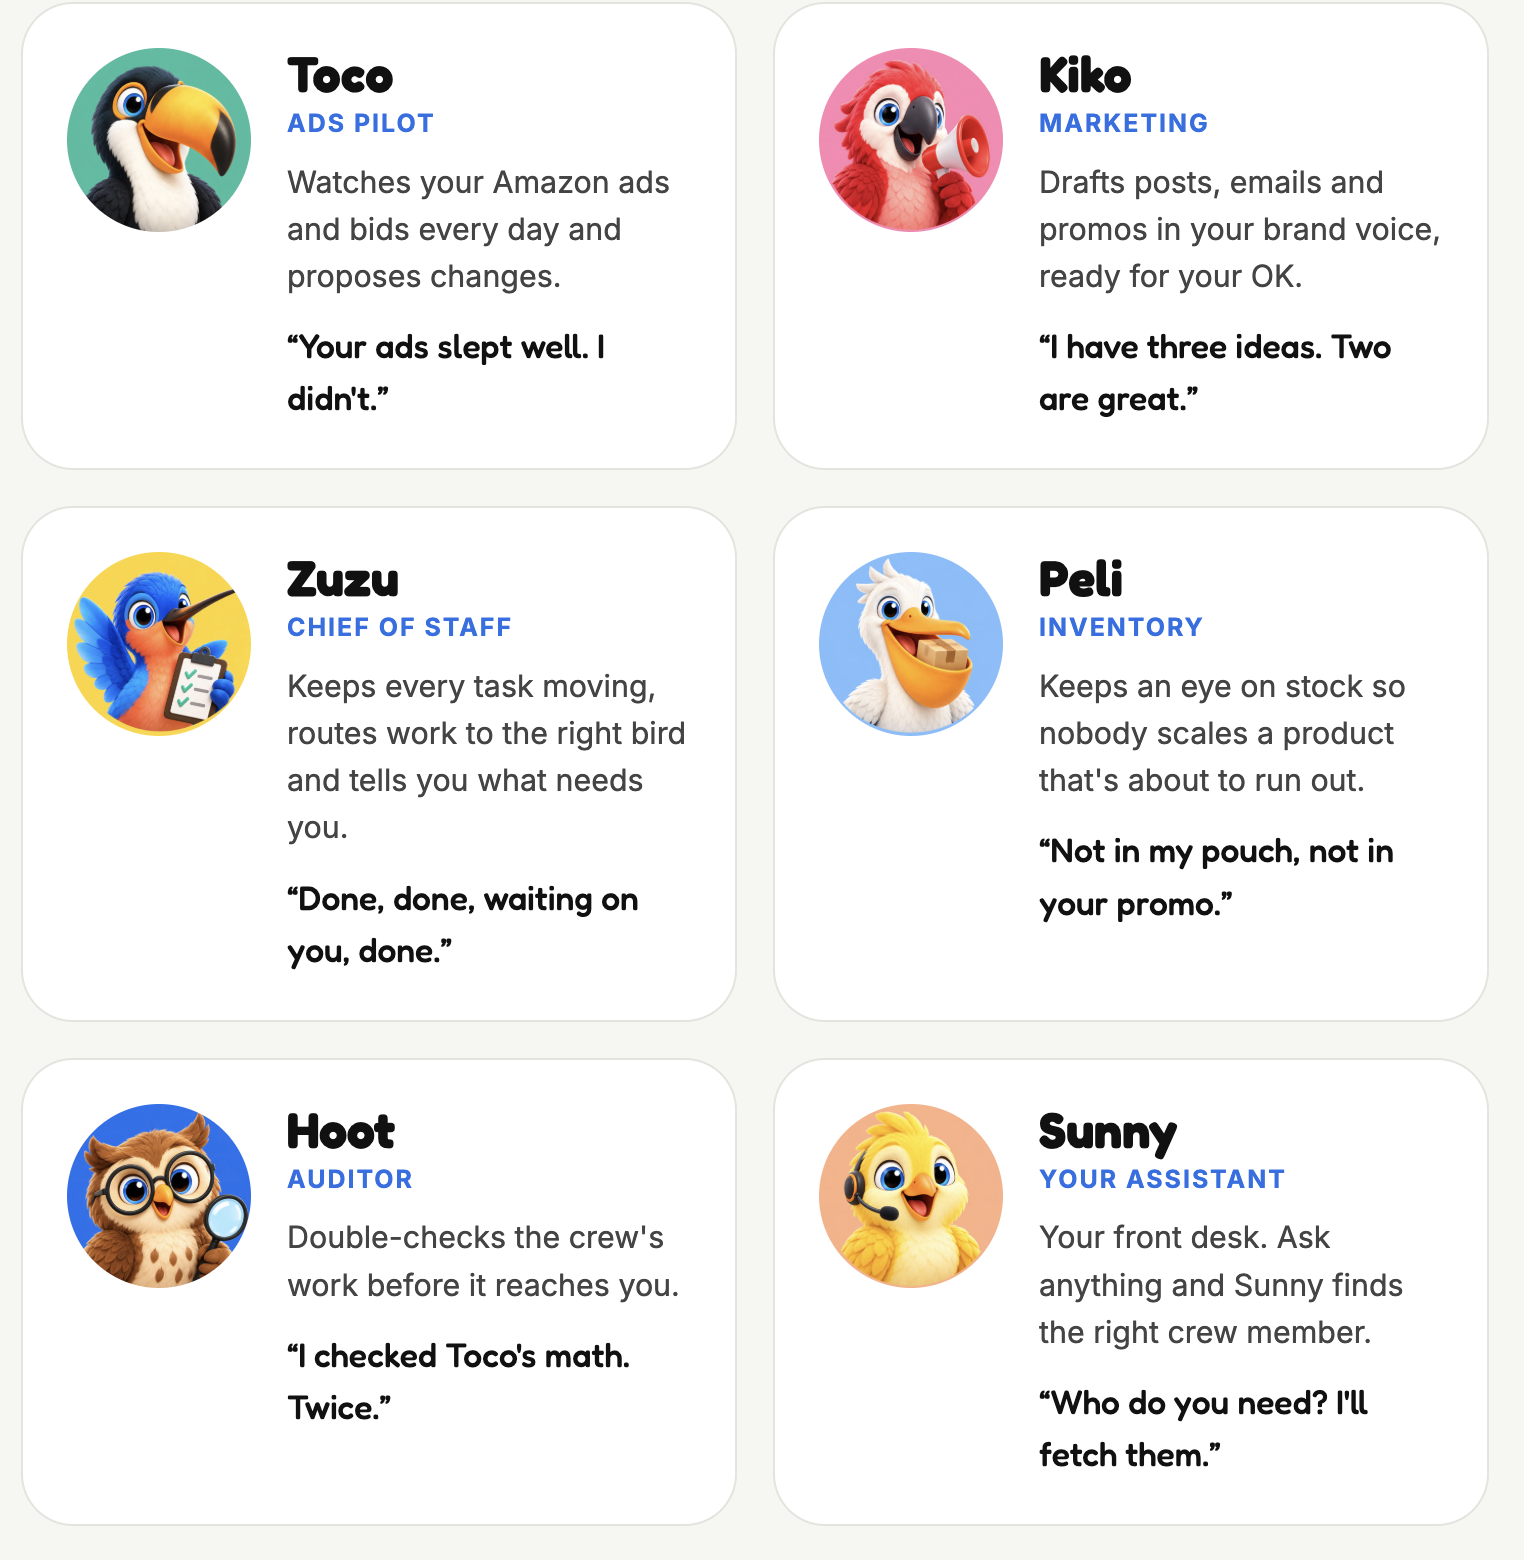 Toco
ADS PILOT
Watches your Amazon ads
and bids every day and
proposes changes.
“Your ads slept well. I
didn't.”
Kiko
MARKETING
Drafts posts, emails and
promos in your brand voice,
ready for your OK.
“I have three ideas. Two
are great.”
Zuzu
CHIEF OF STAFF
Keeps every task moving,
routes work to the right bird
and tells you what needs
you.
“Done, done, waiting on
you, done.”
Peli
INVENTORY
Keeps an eye on stock so
nobody scales a product
that's about to run out.
“Not in my pouch, not in
your promo.”
Hoot
AUDITOR
Double-checks the crew's
work before it reaches you.
“I checked Toco's math.
Twice.”
Sunny
YOUR ASSISTANT
Your front desk. Ask
anything and Sunny finds
the right crew member.
“Who do you need? I'll
fetch them.”